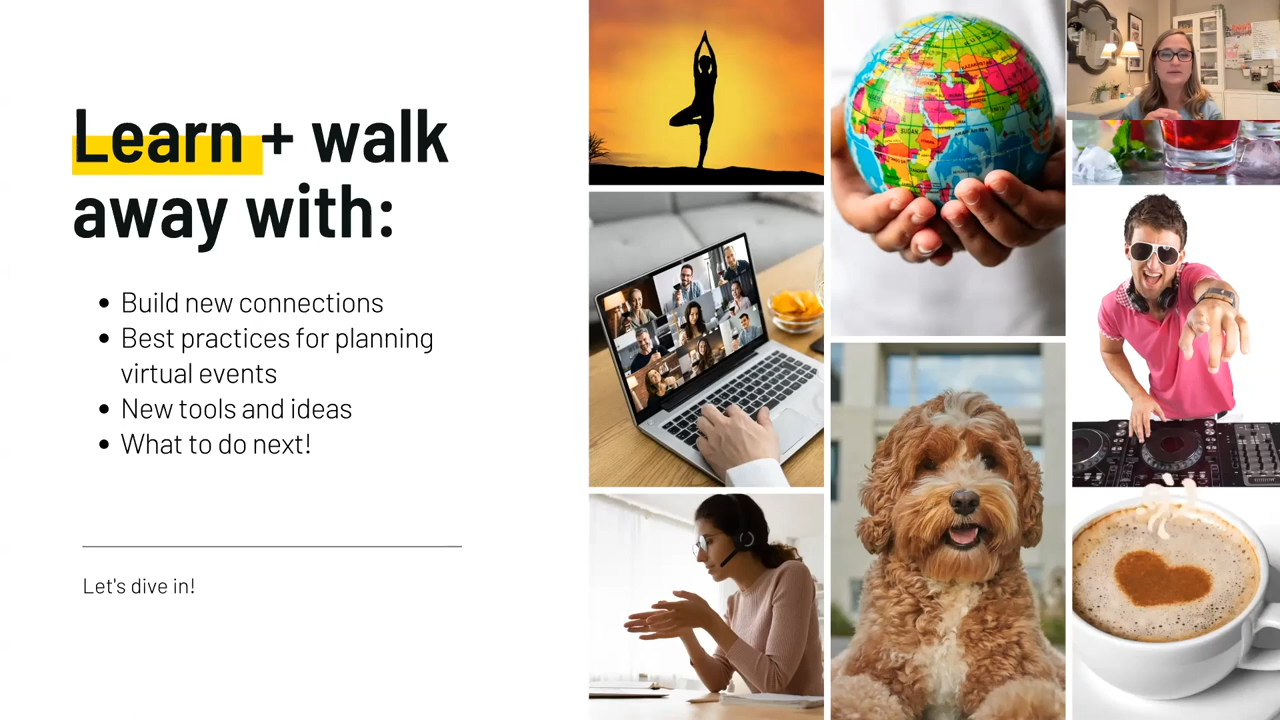 Learn + walk
away with:
• Build new connections
• Best practices for planning
virtual events
• New tools and ideas
• What to do next!
Let's dive in!
SUDAN